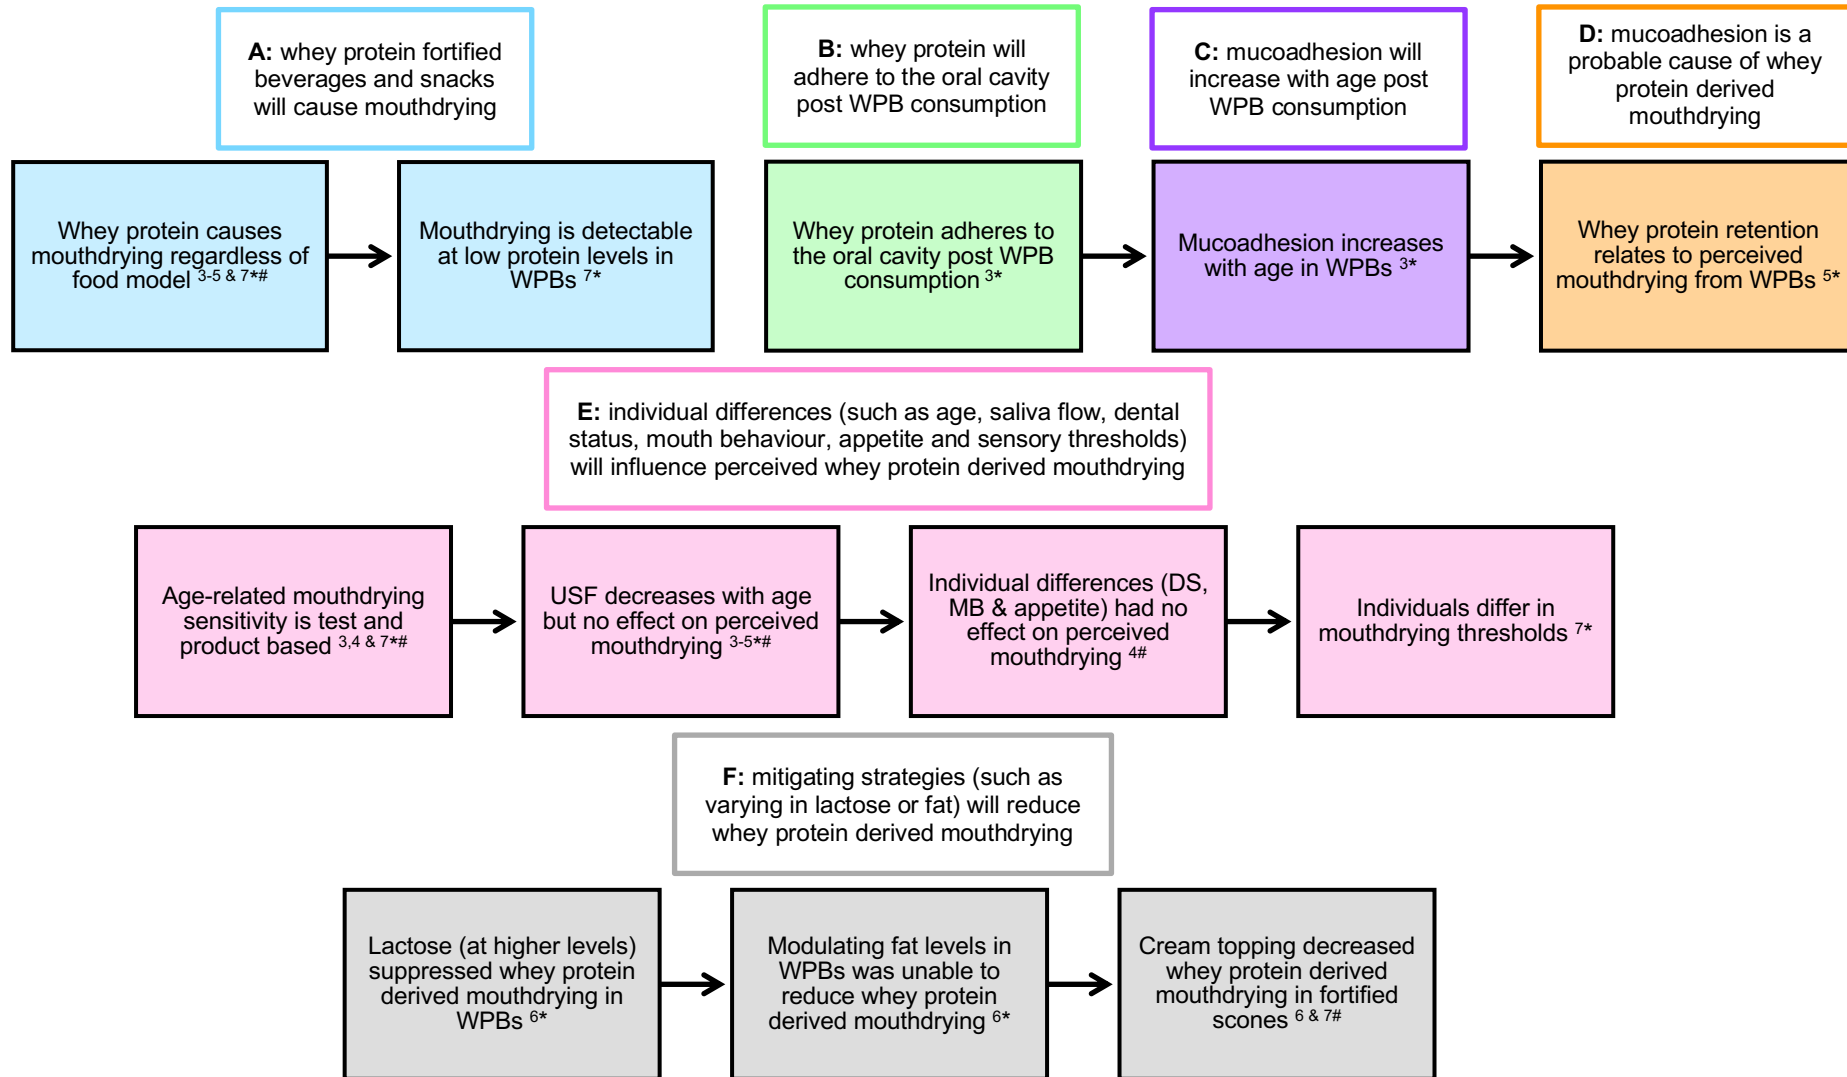 A: whey protein fortified
beverages and snacks
will cause mouthdrying
B: whey protein will
adhere to the oral cavity
post WPB consumption
C: mucoadhesion will
increase with age post
WPB consumption
D: mucoadhesion is a
probable cause of whey
protein derived
mouthdrying
Whey protein causes
mouthdrying regardless of
food model 3-5 & 7*#
Mouthdrying is detectable
at low protein levels in
WPBs 7*
Whey protein adheres to
the oral cavity post WPB
consumption 3*
Mucoadhesion increases
with age in WPBs 3*
Whey protein retention
relates to perceived
mouthdrying from WPBs 5*
E: individual differences (such as age, saliva flow, dental
status, mouth behaviour, appetite and sensory thresholds)
will influence perceived whey protein derived mouthdrying
Age-related mouthdrying
sensitivity is test and
product based 3,4 & 7*#
USF decreases with age
but no effect on perceived
mouthdrying 3-5*#
Individual differences (DS,
MB & appetite) had no
effect on perceived
mouthdrying 4#
Individuals differ in
mouthdrying thresholds 7*
F: mitigating strategies (such as
varying in lactose or fat) will reduce
whey protein derived mouthdrying
Lactose (at higher levels)
suppressed whey protein
derived mouthdrying in
WPBs 6*
Modulating fat levels in
WPBs was unable to
reduce whey protein
derived mouthdrying 6*
Cream topping decreased
whey protein derived
mouthdrying in fortified
scones 6 & 7#